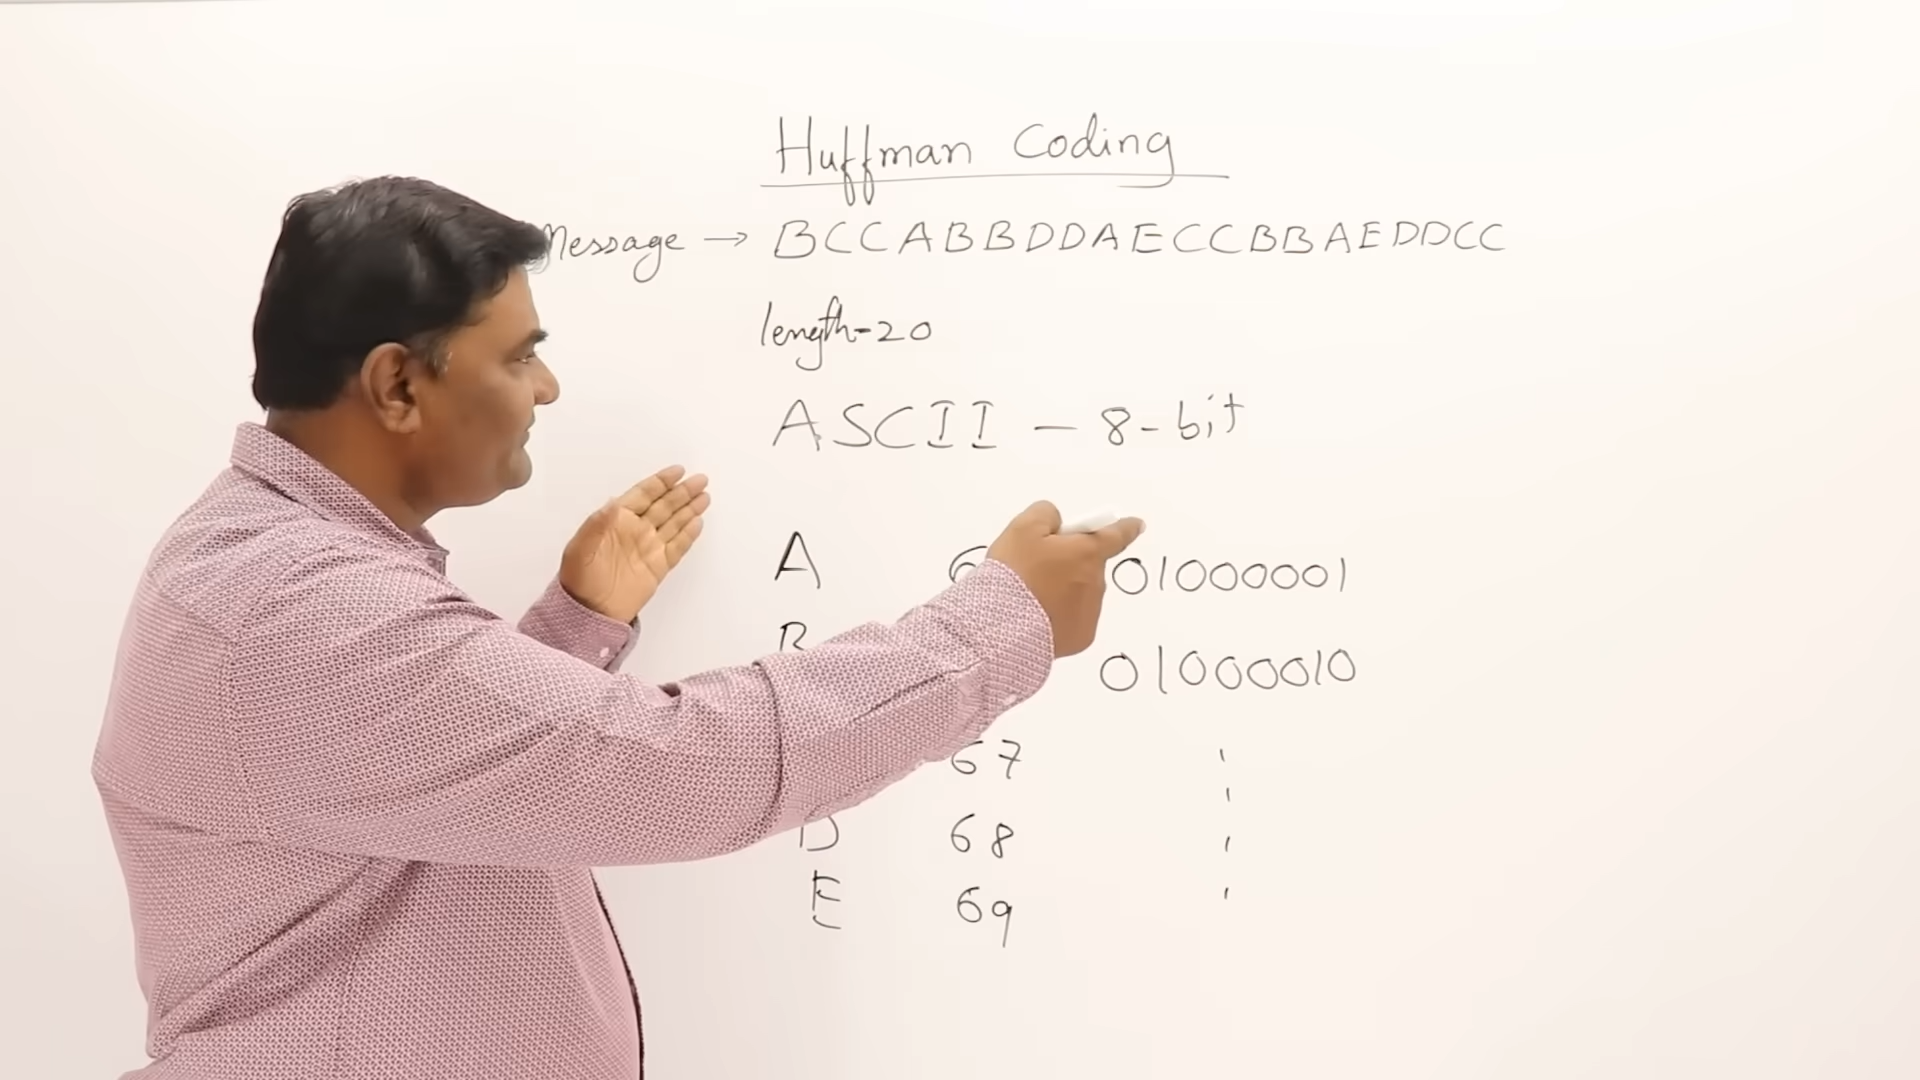 Huffman Coding
Message → BCCABBDDAECCBBAEDDCC
length-20
ASCII — 8-bit
A 01000001
B 01000010
67
D 68
E 69